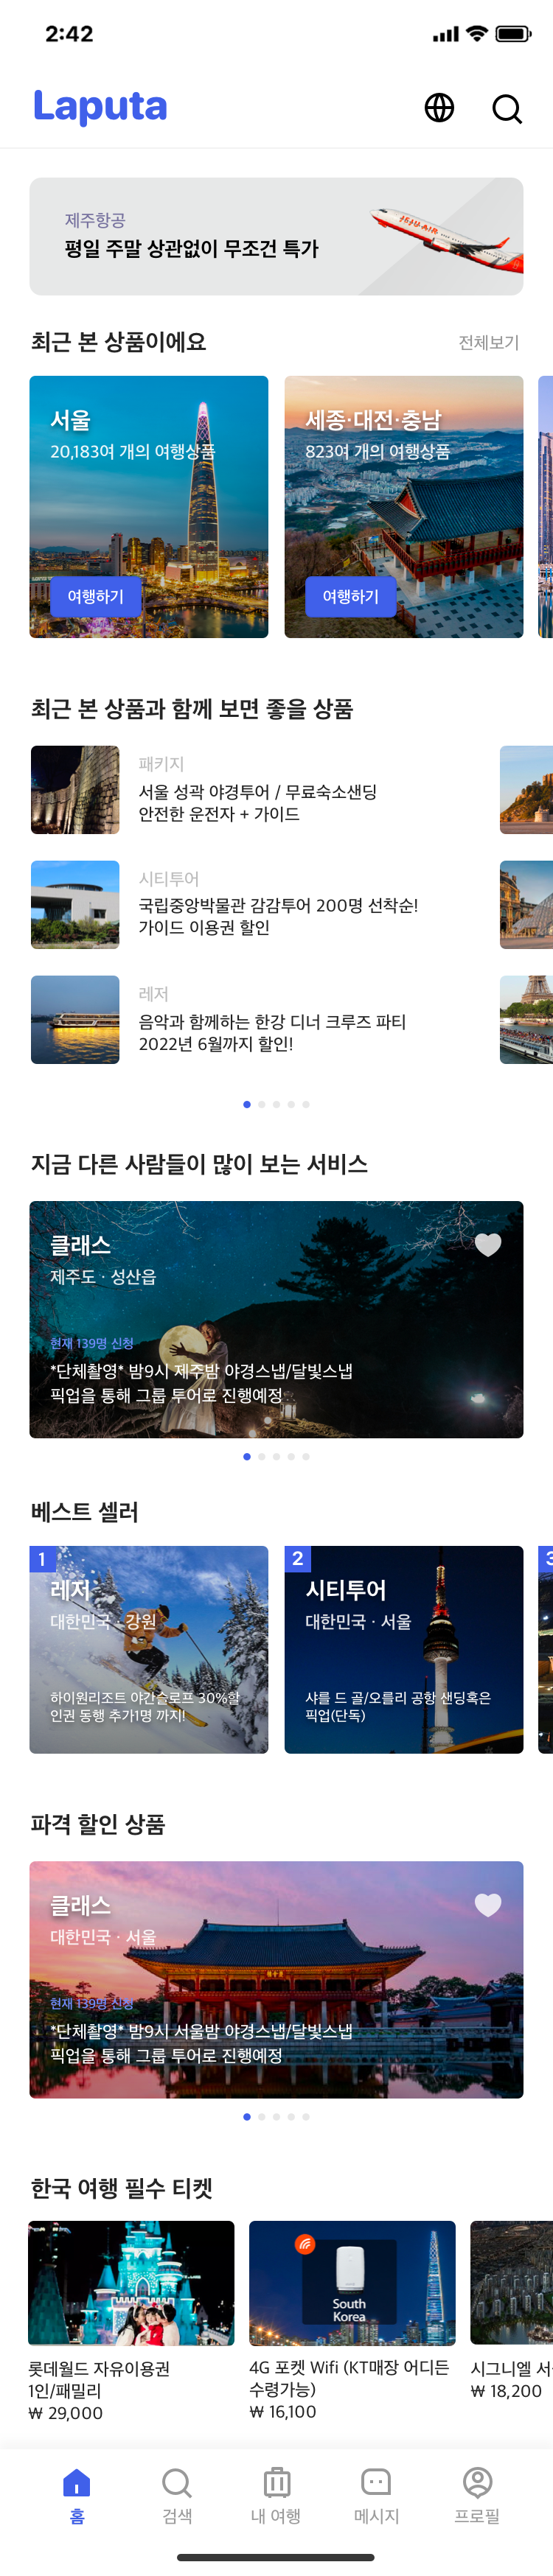 2:42
Laputa
제주항공
평일 주말 상관없이 무조건 특가
최근 본 상품이에요
전체보기
서울
20,183여 개의 여행상품
여행하기
세종·대전·충남
823여 개의 여행상품
여행하기
최근 본 상품과 함께 보면 좋을 상품
패키지
서울 성곽 야경투어 / 무료숙소샌딩
안전한 운전자 + 가이드
시티투어
국립중앙박물관 감감투어 200명 선착순!
가이드 이용권 할인
레저
음악과 함께하는 한강 디너 크루즈 파티
2022년 6월까지 할인!
지금 다른 사람들이 많이 보는 서비스
클래스
제주도 · 성산읍
현재 139명 신청
*단체촬영* 밤9시 제주밤 야경스냅/달빛스냅
픽업을 통해 그룹 투어로 진행예정
베스트 셀러
1
레저
대한민국 · 강원
하이원리조트 야간슬로프 30%할
인권 동행 추가1명 까지!
2
시티투어
대한민국 · 서울
샤를 드 골/오를리 공항 샌딩혹은
픽업(단독)
3
파격 할인 상품
클래스
대한민국 · 서울
현재 139명 신청
*단체촬영* 밤9시 서울밤 야경스냅/달빛스냅
픽업을 통해 그룹 투어로 진행예정
한국 여행 필수 티켓
롯데월드 자유이용권
1인/패밀리
₩ 29,000
South
Korea
4G 포켓 Wifi (KT매장 어디든
수령가능)
₩ 16,100
시그니엘 서
₩ 18,200
홈
검색
내 여행
메시지
프로필